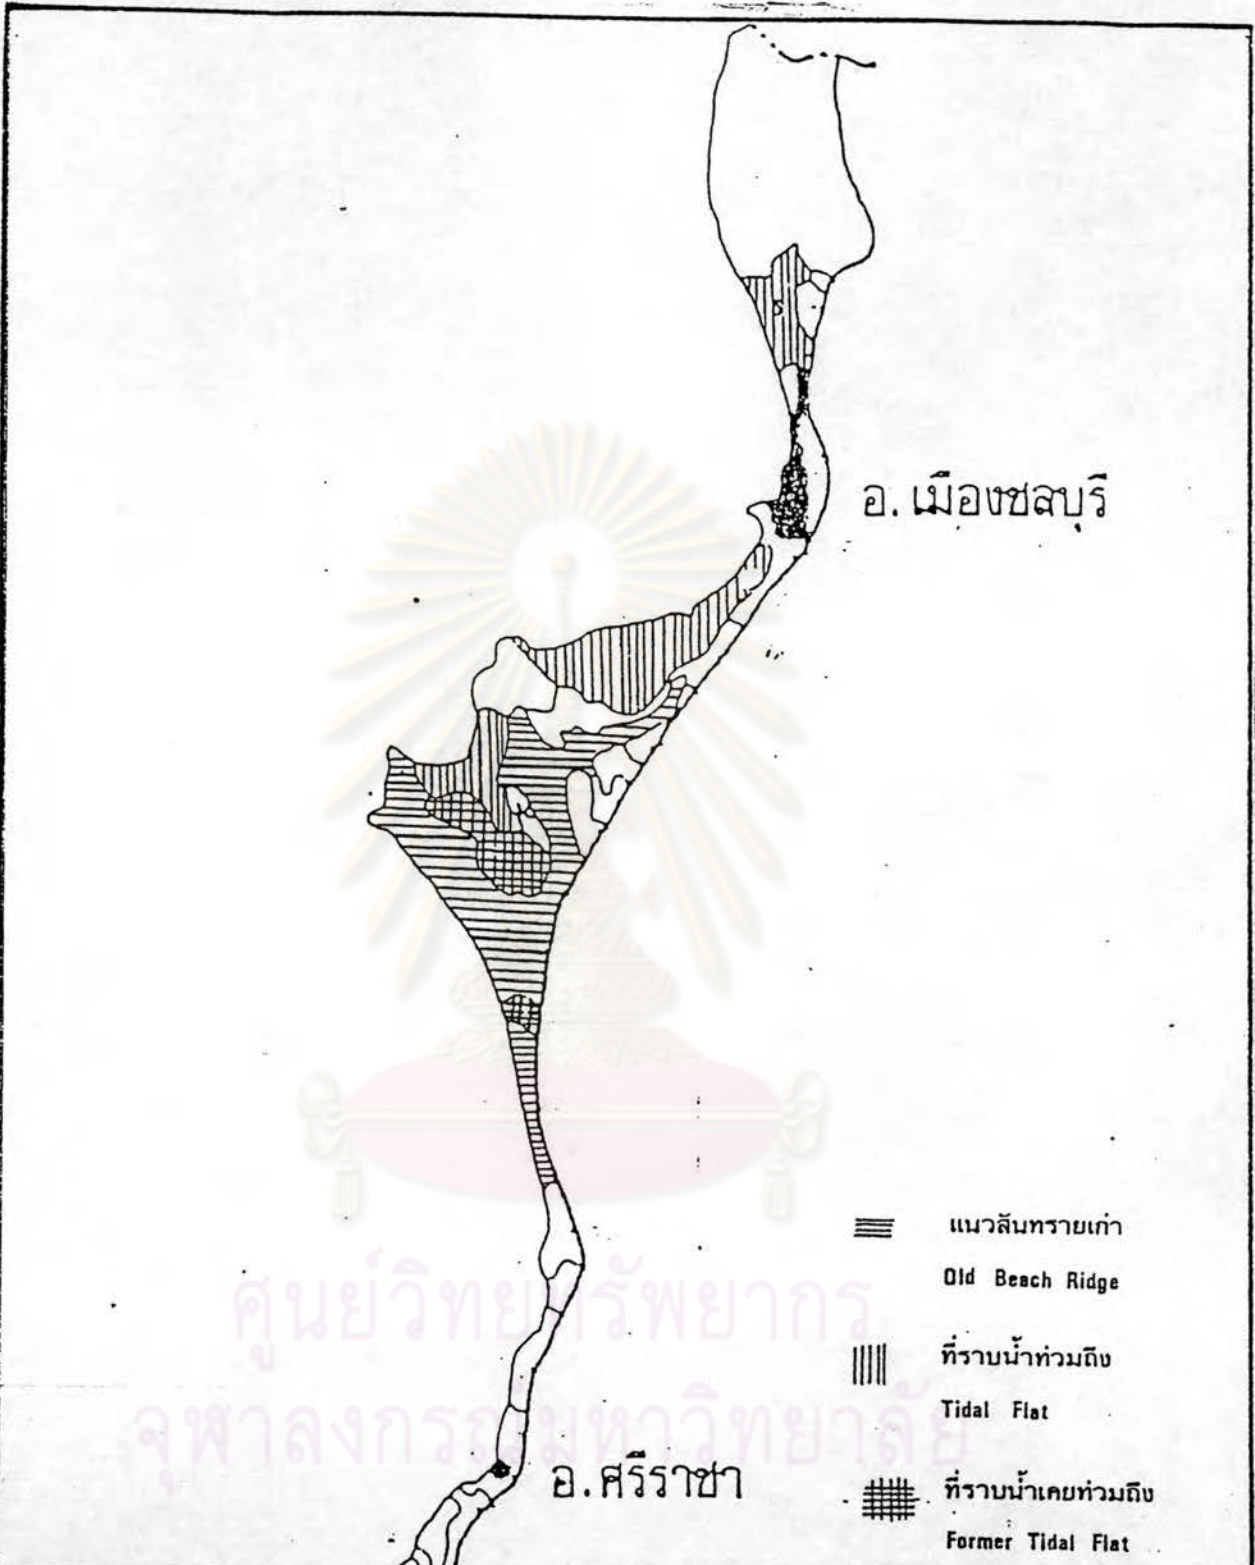 อ. เมืองชลบุรี
แนวสันทรายเก่า
Old Beach Ridge
ที่ราบน้ำท่วมถึง
Tidal Flat
อ. ศรีราชา
ที่ราบน้ำเคยท่วมถึง
Former Tidal Flat
ศูนย์วิทยทรัพยากร
จุฬาลงกรณ์มหาวิทยาลัย